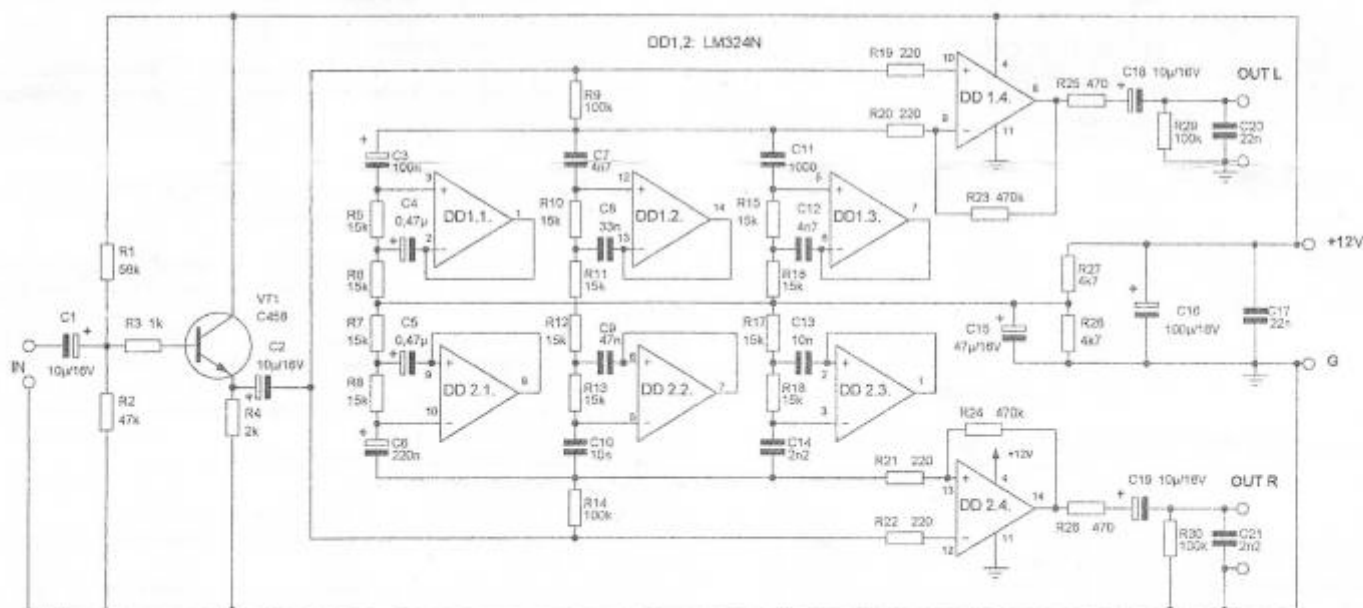 DD1,2: LM324N
R19 220
10
+
4
DD 1.4.
8
R25 470
C18 10µ/16V
+
OUT L
R9
100k
R20 220
9
−
11
R29
100k
C20
22n
+
C3
100n
C7
4n7
C11
1000
R23 470k
3
+
DD1.1.
1
2
−
R5
15k
C4
0,47µ
+
12
+
DD1.2.
14
13
−
R10
15k
C8
33n
5
+
DD1.3.
7
6
−
R15
15k
C12
4n7
R1
56k
R6
15k
R11
15k
R16
15k
R27
4k7
+12V
+
C16
100µ/16V
C17
22n
VT1
C458
C1
+
10µ/16V
R3 1k
C2
10µ/16V
+
IN
R7
15k
C5
0,47µ
+
R12
15k
C9
47n
R17
15k
C13
10n
+
C15
47µ/16V
R26
4k7
G
R2
47k
R4
2k
R8
15k
9
+
DD 2.1.
8
10
−
R13
15k
6
+
DD 2.2.
7
5
−
R18
15k
2
+
DD 2.3.
1
3
−
+
C6
220n
C10
10n
C14
2n2
R24 470k
+12V
R21 220
13
+
4
DD 2.4.
14
R28 470
C19 10µ/16V
+
OUT R
R14
100k
R22 220
12
−
11
R30
100k
C21
2n2